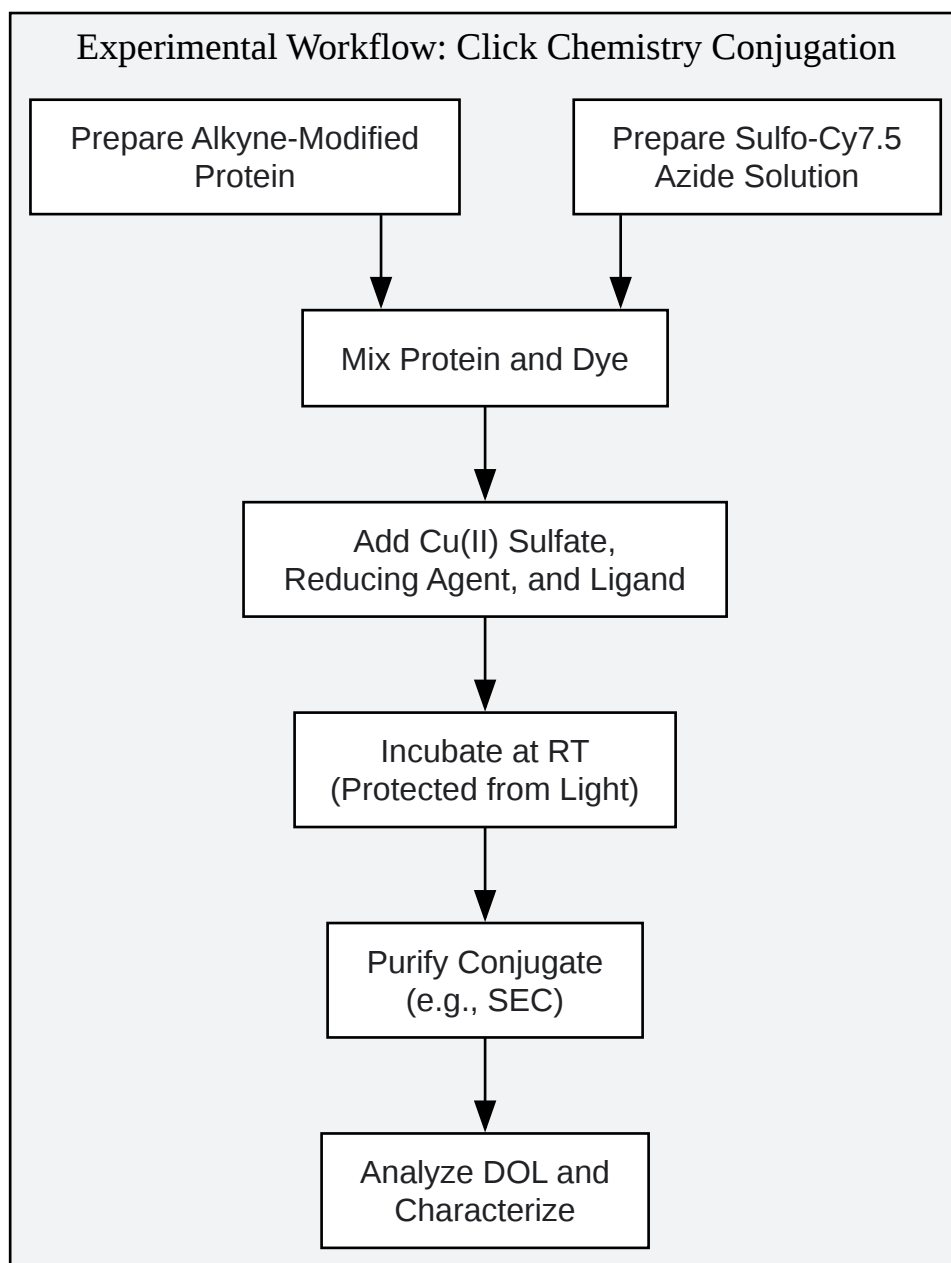 Experimental Workflow: Click Chemistry Conjugation
Prepare Alkyne-Modified
Protein
Prepare Sulfo-Cy7.5
Azide Solution
Mix Protein and Dye
Add Cu(II) Sulfate,
Reducing Agent, and Ligand
Incubate at RT
(Protected from Light)
Purify Conjugate
(e.g., SEC)
Analyze DOL and
Characterize